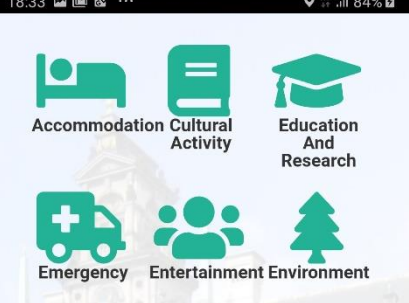 18:33 84%
Accommodation Cultural Activity Education And Research
Emergency Entertainment Environment